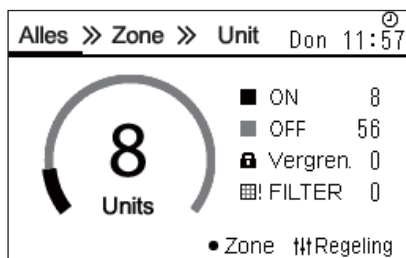 Alles » Zone » Unit Don 11:57
ON 8
OFF 56
Vergren. 0
! FILTER 0
8
Units
Zone Regeling